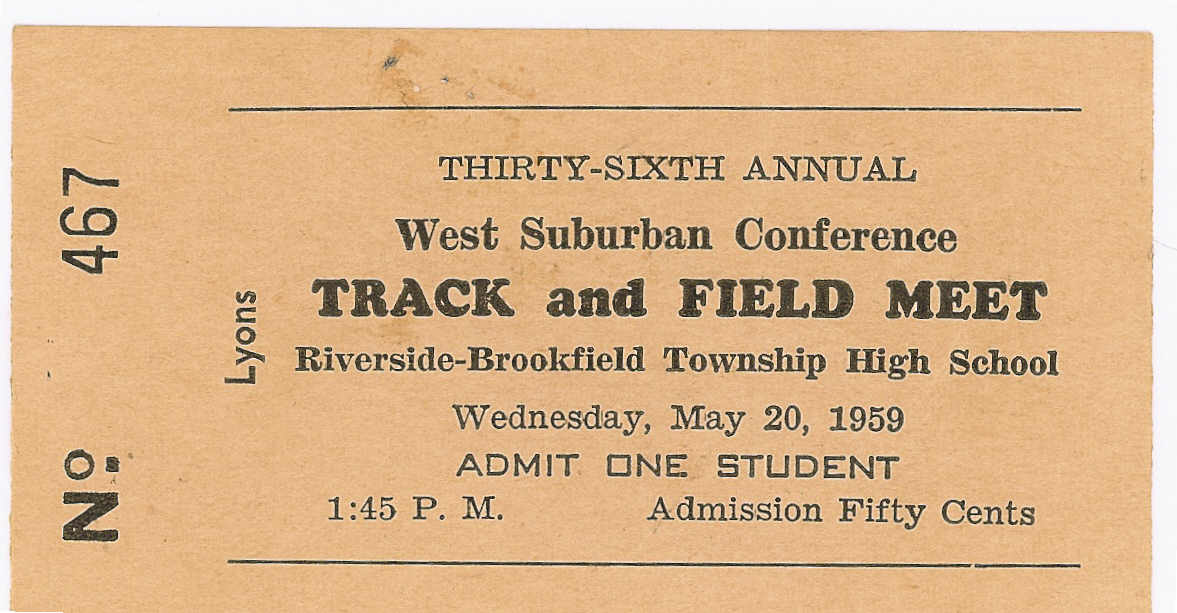 No. 467
Lyons
THIRTY-SIXTH ANNUAL
West Suburban Conference
TRACK and FIELD MEET
Riverside-Brookfield Township High School
Wednesday, May 20, 1959
ADMIT ONE STUDENT
1:45 P. M. Admission Fifty Cents